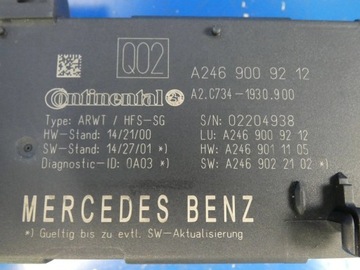 Q02
A246 900 92 12
Continental
A2.C734-1930.900
Type: ARWT / HFS-SG
S/N: 02204938
HW-Stand: 14/21/00
LU: A246 900 92 12
SW-Stand: 14/27/01 *)
HW: A246 901 11 05
Diagnostic-ID: 0A03 *)
SW: A246 902 21 02 *)
MERCEDES BENZ
*) Gueltig bis zu evtl. SW-Aktualisierung